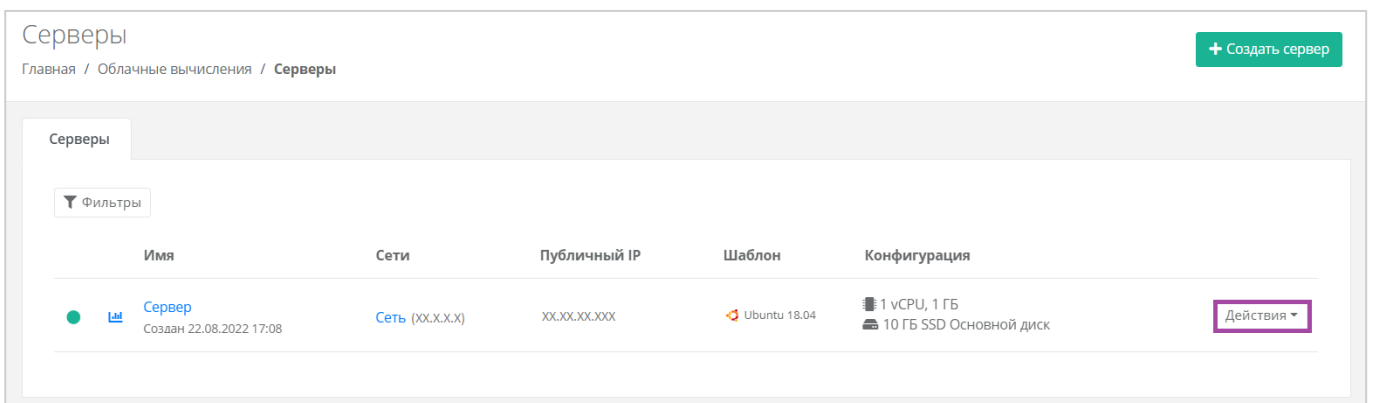 Серверы
+ Создать сервер
Главная / Облачные вычисления / Серверы
Серверы
Фильтры
Имя Сети Публичный IP Шаблон Конфигурация
Сервер
Создан 22.08.2022 17:08
Сеть (XX.X.X.X)
XX.XX.XX.XXX
Ubuntu 18.04
1 vCPU, 1 ГБ
10 ГБ SSD Основной диск
Действия